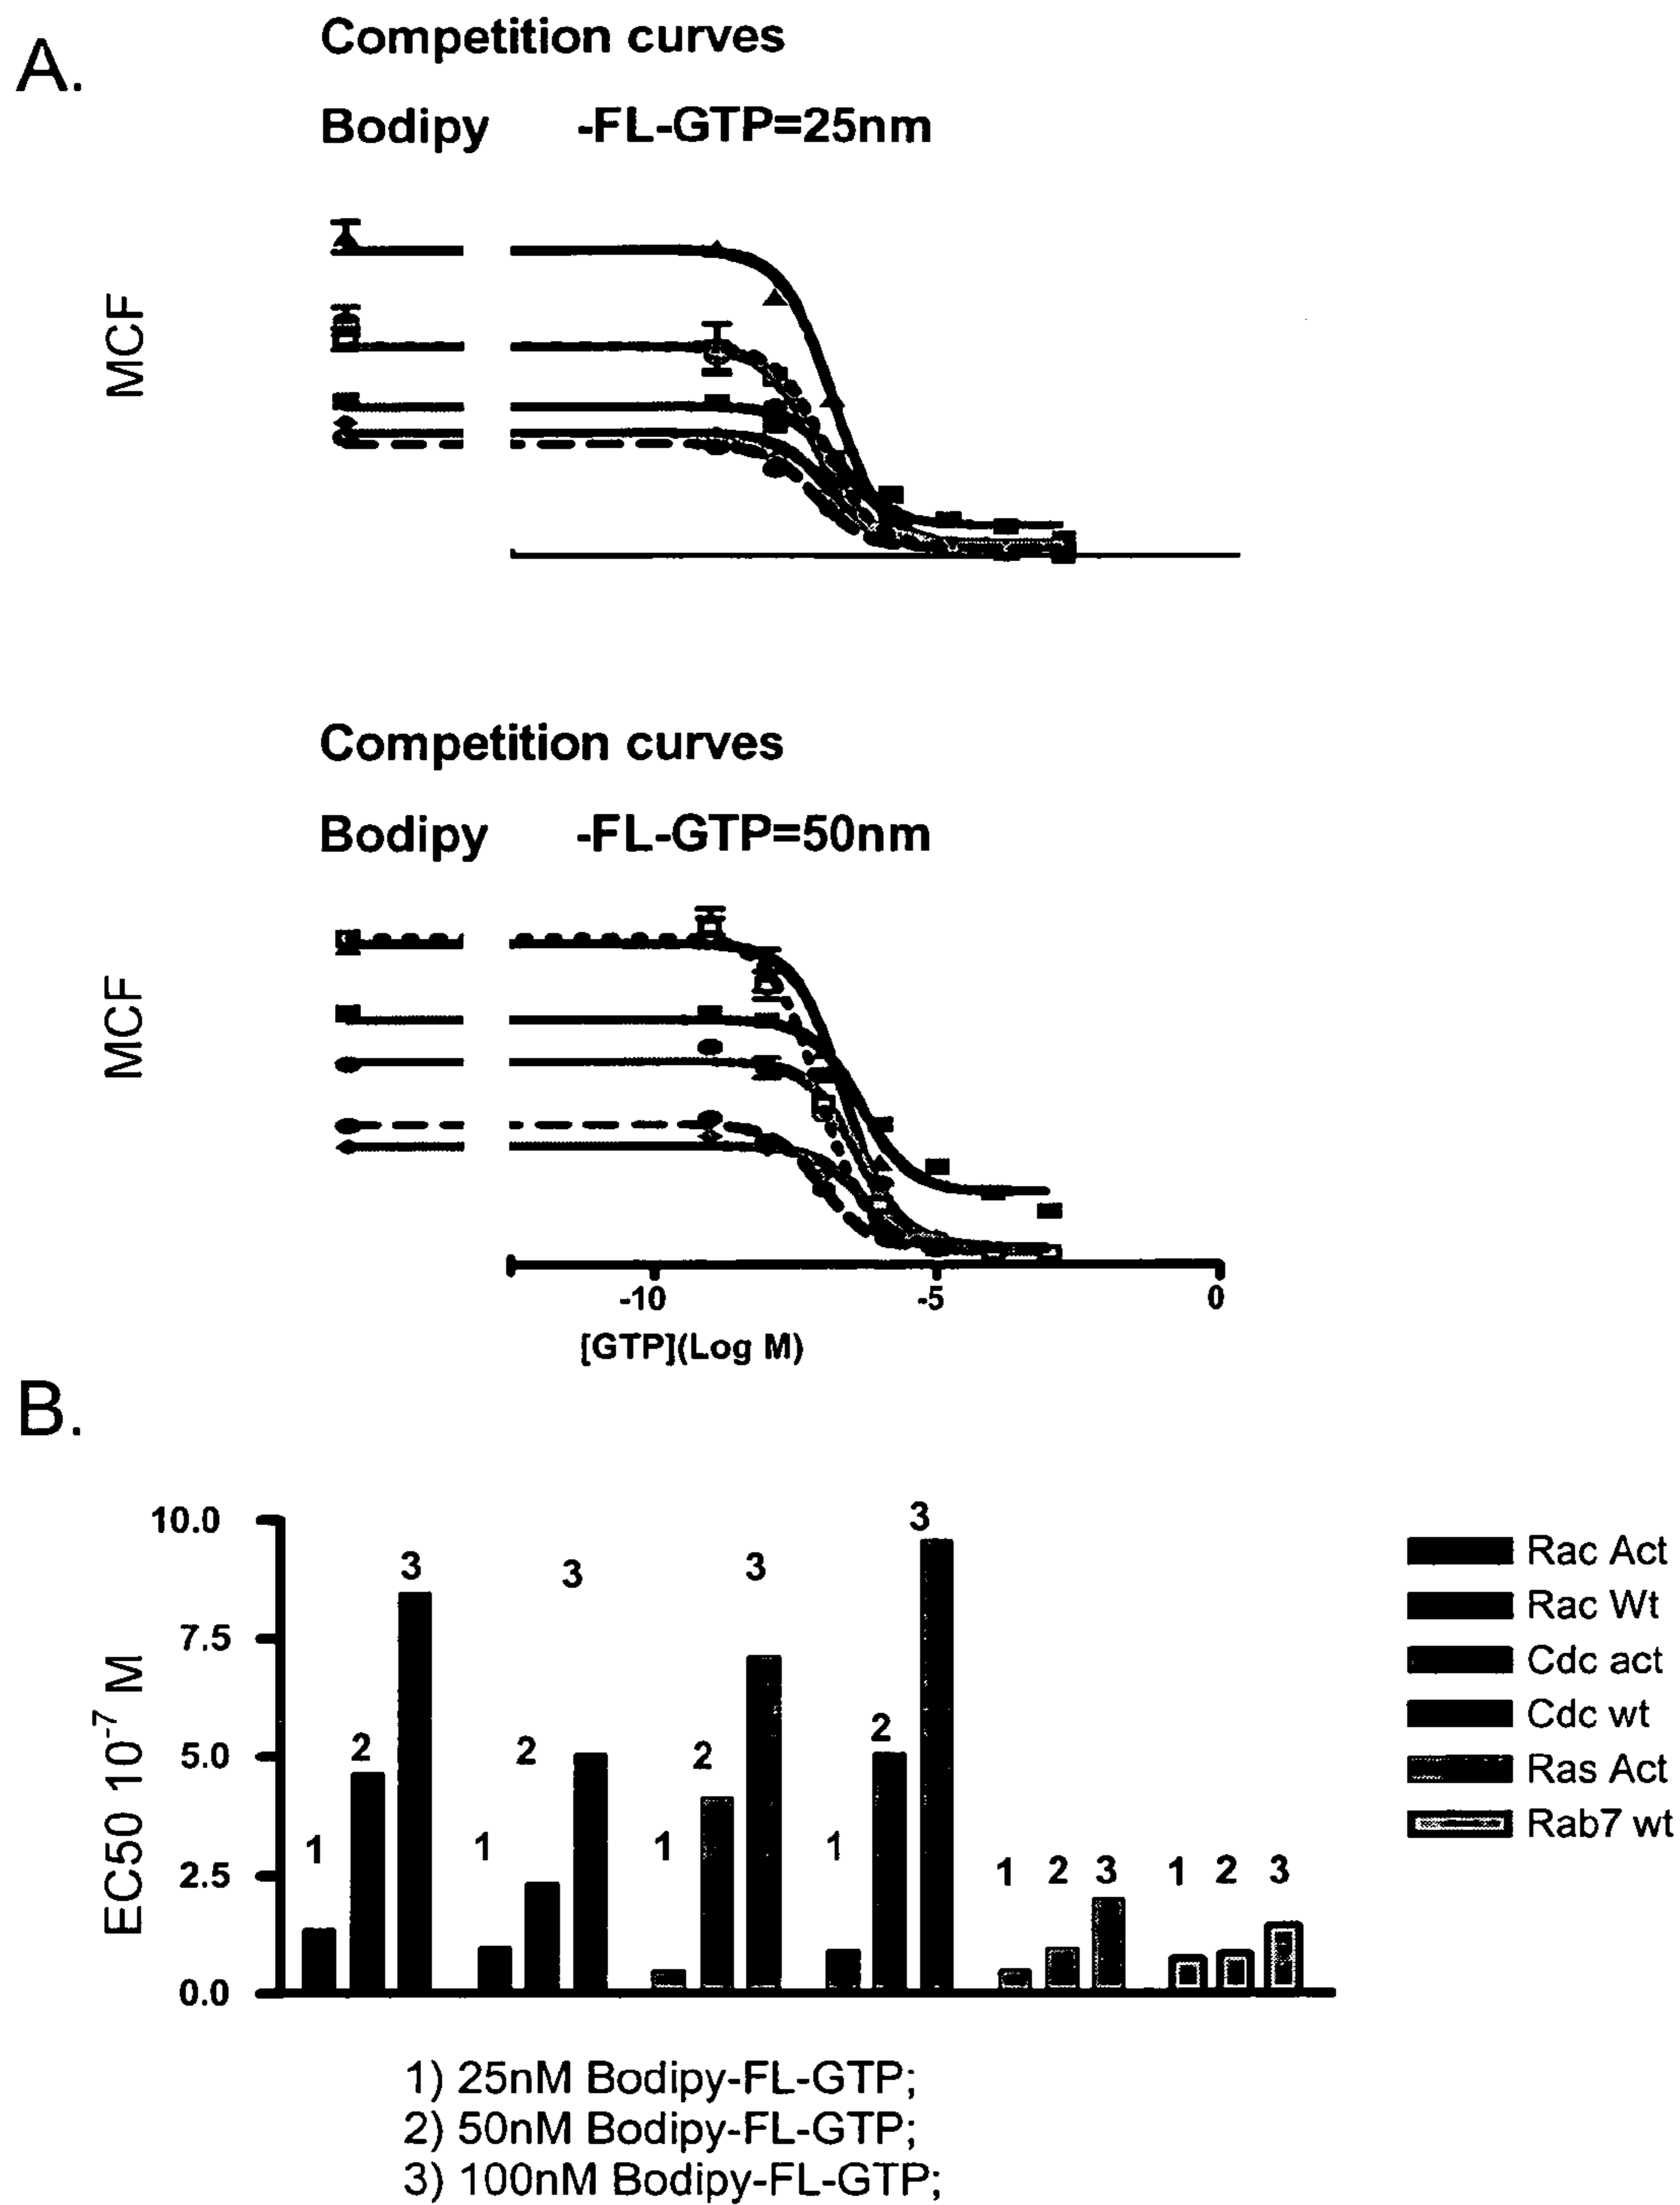 A.
Competition curves
Bodipy -FL-GTP=25nm
MCF
Competition curves
Bodipy -FL-GTP=50nm
MCF
-10 -5 0
[GTP](Log M)
B.
EC50 10-7 M
10.0
7.5
5.0
2.5
0.0
1 2 3
1 2 3
1 2 3
1 2 3
1 2 3
1 2 3
Rac Act
Rac Wt
Cdc act
Cdc wt
Ras Act
Rab7 wt
1) 25nM Bodipy-FL-GTP;
2) 50nM Bodipy-FL-GTP;
3) 100nM Bodipy-FL-GTP;